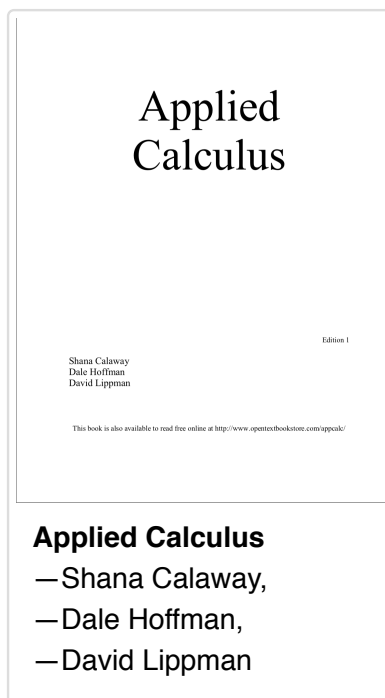 Applied
Calculus
Edition 1
Shana Calaway
Dale Hoffman
David Lippman
This book is also available to read free online at http://www.opentextbookstore.com/appcalc/
Applied Calculus
—Shana Calaway,
—Dale Hoffman,
—David Lippman